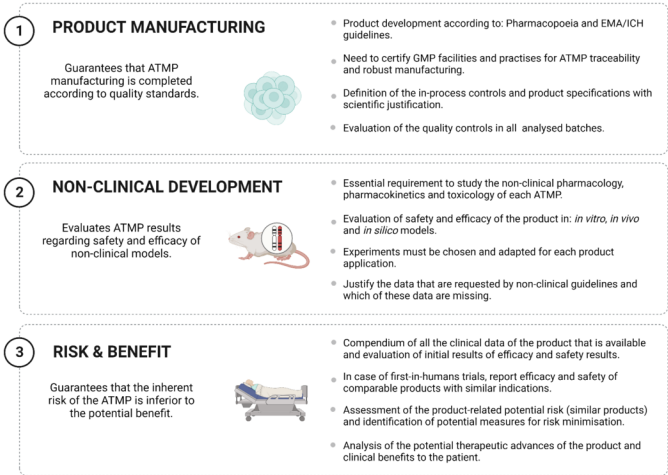 1
PRODUCT MANUFACTURING
Guarantees that ATMP
manufacturing is completed
according to quality standards.
Product development according to: Pharmacopoeia and EMA/ICH
guidelines.
Need to certify GMP facilities and practises for ATMP traceability
and robust manufacturing.
Definition of the in-process controls and product specifications with
scientific justification.
Evaluation of the quality controls in all analysed batches.
2
NON-CLINICAL DEVELOPMENT
Evaluates ATMP results
regarding safety and efficacy of
non-clinical models.
Essential requirement to study the non-clinical pharmacology,
pharmacokinetics and toxicology of each ATMP.
Evaluation of safety and efficacy of the product in: in vitro, in vivo
and in silico models.
Experiments must be chosen and adapted for each product
application.
Justify the data that are requested by non-clinical guidelines and
which of these data are missing.
3
RISK & BENEFIT
Guarantees that the inherent
risk of the ATMP is inferior to
the potential benefit.
Compendium of all the clinical data of the product that is available
and evaluation of initial results of efficacy and safety results.
In case of first-in-humans trials, report efficacy and safety of
comparable products with similar indications.
Assessment of the product-related potential risk (similar products)
and identification of potential measures for risk minimisation.
Analysis of the potential therapeutic advances of the product and
clinical benefits to the patient.